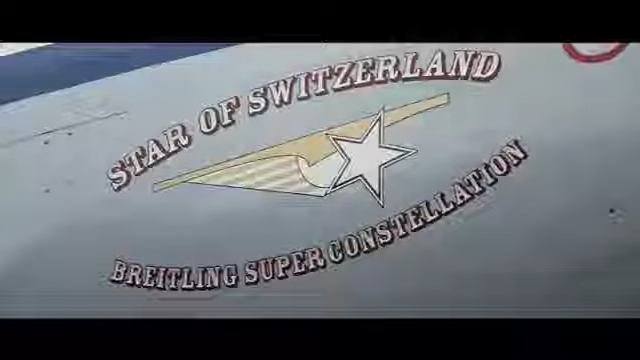 STAR OF SWITZERLAND
BREITLING SUPER CONSTELLATION